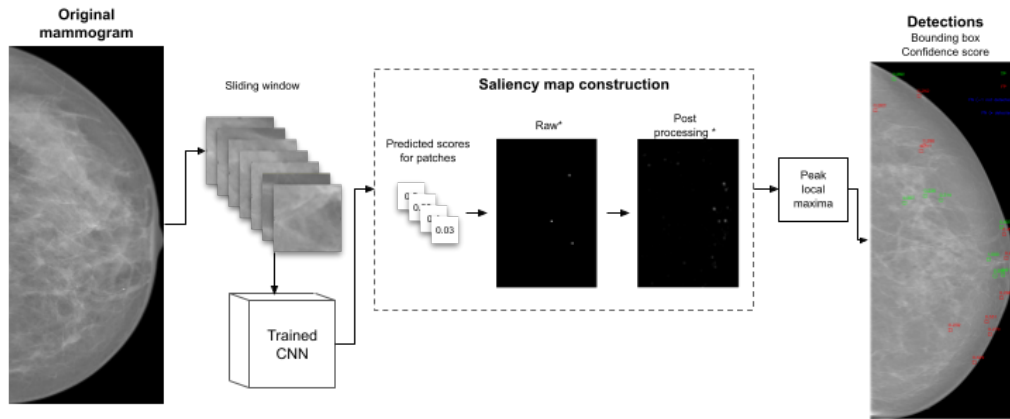 Original
mammogram
Sliding window
Trained
CNN
Saliency map construction
Predicted scores
for patches
0.03
Raw*
Post
processing *
Peak
local
maxima
Detections
Bounding box
Confidence score